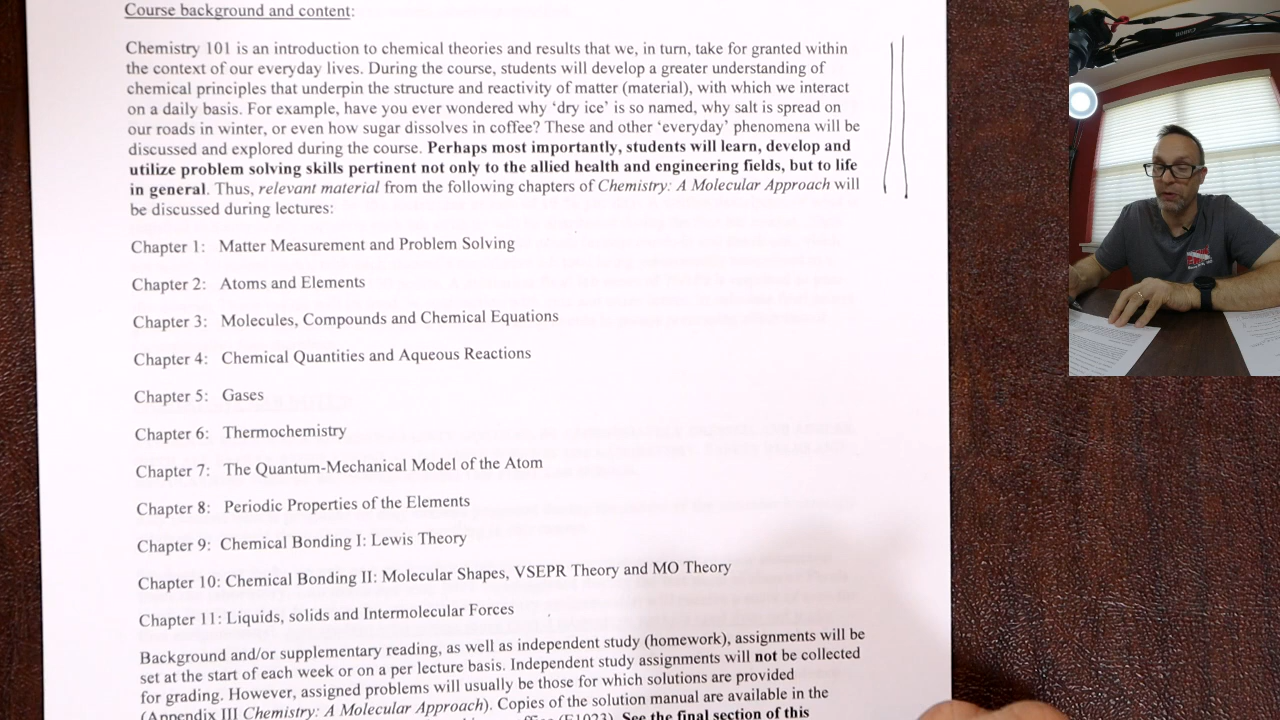 Course background and content:
Chemistry 101 is an introduction to chemical theories and results that we, in turn, take for granted within
the context of our everyday lives. During the course, students will develop a greater understanding of
chemical principles that underpin the structure and reactivity of matter (material), with which we interact
on a daily basis. For example, have you ever wondered why ‘dry ice’ is so named, why salt is spread on
our roads in winter, or even how sugar dissolves in coffee? These and other ‘everyday’ phenomena will be
discussed and explored during the course. Perhaps most importantly, students will learn, develop and
utilize problem solving skills pertinent not only to the allied health and engineering fields, but to life
in general. Thus, relevant material from the following chapters of Chemistry: A Molecular Approach will
be discussed during lectures:
Chapter 1: Matter Measurement and Problem Solving
Chapter 2: Atoms and Elements
Chapter 3: Molecules, Compounds and Chemical Equations
Chapter 4: Chemical Quantities and Aqueous Reactions
Chapter 5: Gases
Chapter 6: Thermochemistry
Chapter 7: The Quantum-Mechanical Model of the Atom
Chapter 8: Periodic Properties of the Elements
Chapter 9: Chemical Bonding I: Lewis Theory
Chapter 10: Chemical Bonding II: Molecular Shapes, VSEPR Theory and MO Theory
Chapter 11: Liquids, solids and Intermolecular Forces
Background and/or supplementary reading, as well as independent study (homework), assignments will be
set at the start of each week or on a per lecture basis. Independent study assignments will not be collected
for grading. However, assigned problems will usually be those for which solutions are provided
(Appendix III Chemistry: A Molecular Approach). Copies of the solution manual are available in the
See the final section of this